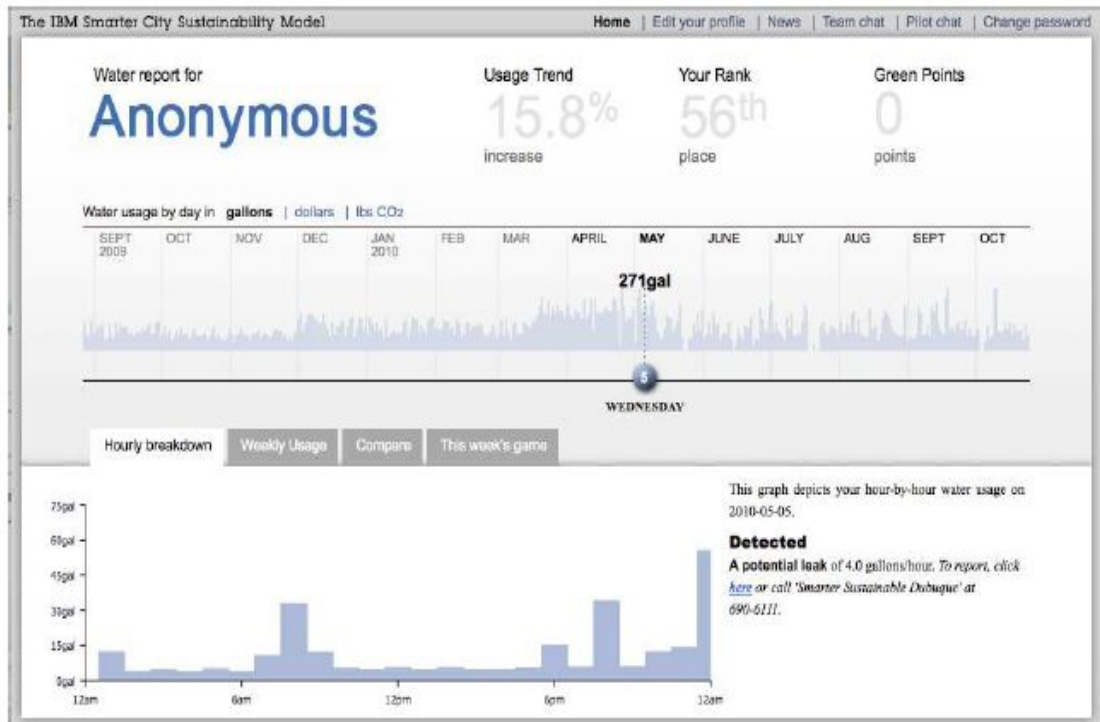 The IBM Smarter City Sustainability Model
Home | Edit your profile | News | Team chat | Pilot chat | Change password
Water report for
Anonymous
Usage Trend
15.8%
increase
Your Rank
56th
place
Green Points
0
points
Water usage by day in gallons | dollars | lbs CO2
SEPT 2009 OCT NOV DEC JAN 2010 FEB MAR APRIL MAY JUNE JULY AUG SEPT OCT
271gal
5
WEDNESDAY
Hourly breakdown Weekly Usage Compare This week's game
75gal
60gal
45gal
30gal
15gal
0gal
12am 6am 12pm 6pm 12am
This graph depicts your hour-by-hour water usage on
2010-05-05.
Detected
A potential leak of 4.0 gallons/hour. To report, click
here or call 'Smarter Sustainable Dubuque' at
690-6111.